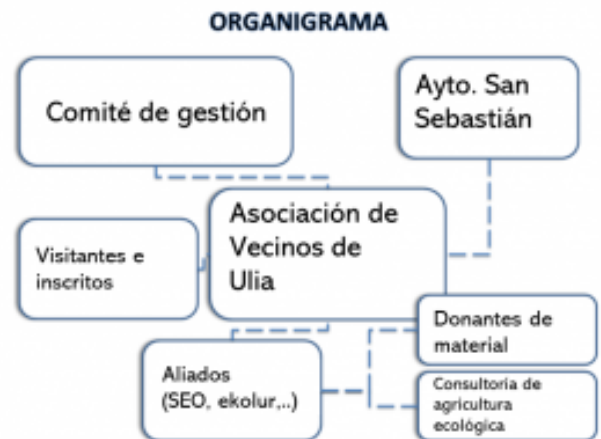 ORGANIGRAMA
Comité de gestión
Ayto. San
Sebastián
Asociación de
Vecinos de
Ulia
Visitantes e
inscritos
Donantes de
material
Aliados
(SEO, ekolur,..)
Consultoria de
agricultura
ecológica